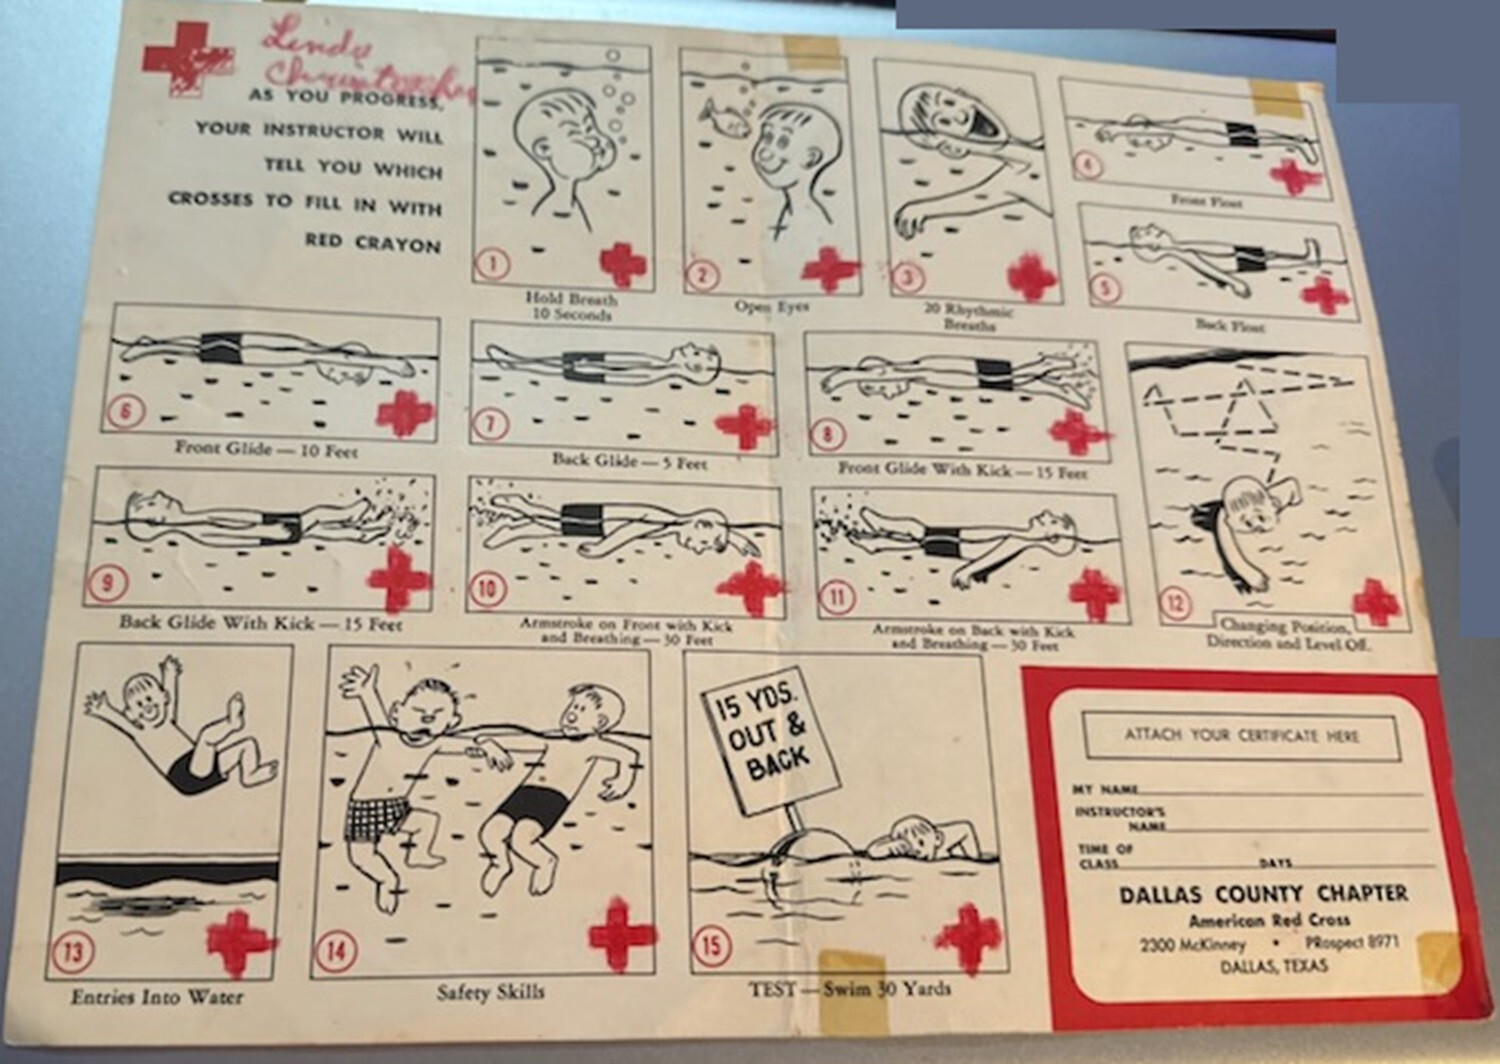 Linda
AS YOU PROGRESS,
YOUR INSTRUCTOR WILL
TELL YOU WHICH
CROSSES TO FILL IN WITH
RED CRAYON
1
Hold Breath
10 Seconds
2
Open Eyes
3
20 Rhythmic
Breaths
4
Front Float
5
Back Float
6
Front Glide — 10 Feet
7
Back Glide — 5 Feet
8
Front Glide With Kick — 15 Feet
9
Back Glide With Kick — 15 Feet
10
Armstroke on Front with Kick
and Breathing — 30 Feet
11
Armstroke on Back with Kick
and Breathing — 30 Feet
12
Changing Position,
Direction and Level Off.
13
Entries Into Water
14
Safety Skills
15 YDS.
OUT &
BACK
15
TEST — Swim 30 Yards
ATTACH YOUR CERTIFICATE HERE
MY NAME
INSTRUCTOR'S
NAME
TIME OF
CLASS DAYS
DALLAS COUNTY CHAPTER
American Red Cross
2300 McKinney • PRospect 8971
DALLAS, TEXAS